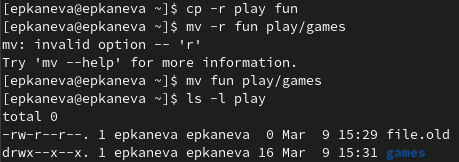 [epkaneva@epkaneva ~]$ cp -r play fun
[epkaneva@epkaneva ~]$ mv -r fun play/games
mv: invalid option -- 'r'
Try 'mv --help' for more information.
[epkaneva@epkaneva ~]$ mv fun play/games
[epkaneva@epkaneva ~]$ ls -l play
total 0
-rw-r--r--. 1 epkaneva epkaneva  0 Mar  9 15:29 file.old
drwx--x--x. 1 epkaneva epkaneva 16 Mar  9 15:31 games